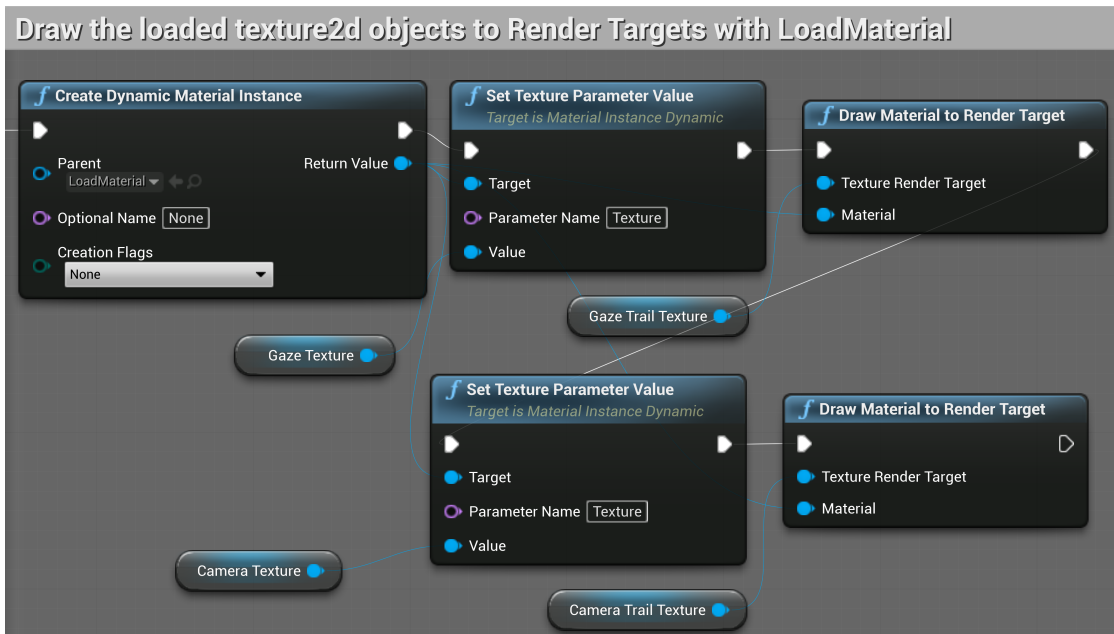 Draw the loaded texture2d objects to Render Targets with LoadMaterial
f Create Dynamic Material Instance
Parent
LoadMaterial
Return Value
Optional Name None
Creation Flags
None
f Set Texture Parameter Value
Target is Material Instance Dynamic
Target
Parameter Name Texture
Value
f Draw Material to Render Target
Texture Render Target
Material
Gaze Trail Texture
Gaze Texture
f Set Texture Parameter Value
Target is Material Instance Dynamic
Target
Parameter Name Texture
Value
f Draw Material to Render Target
Texture Render Target
Material
Camera Texture
Camera Trail Texture